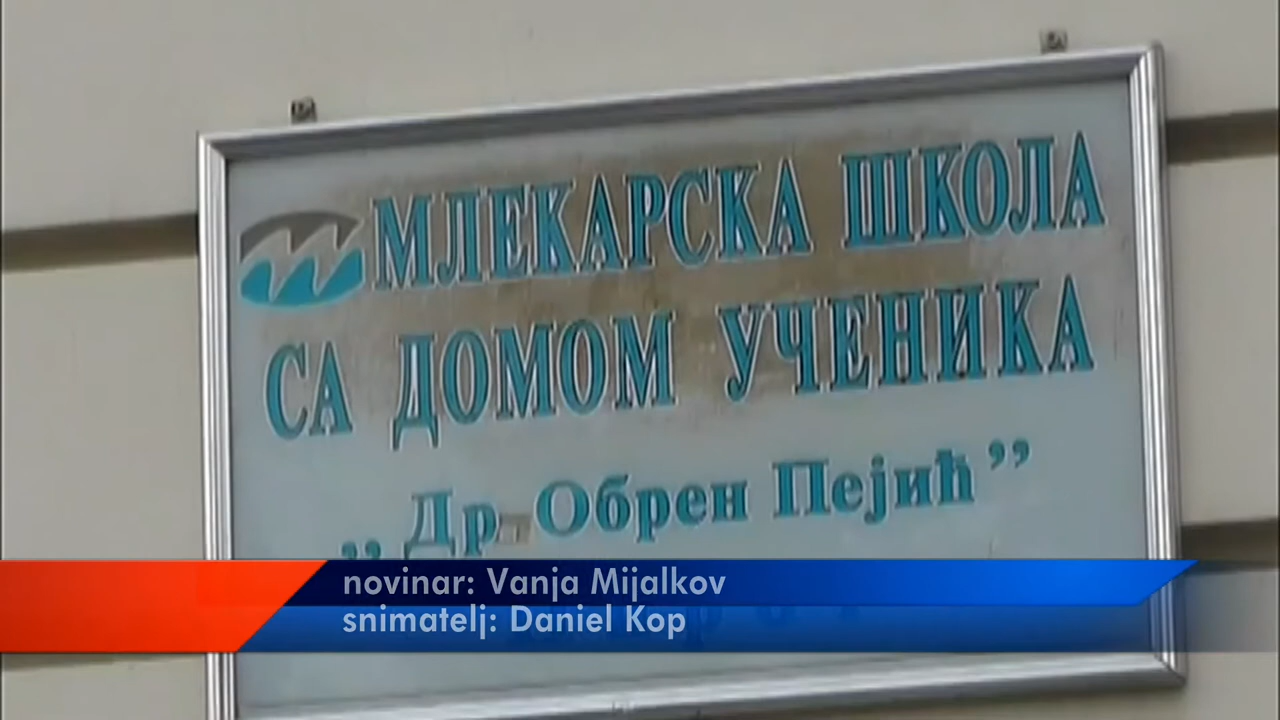 МЛЕКАРСКА ШКОЛА
СА ДОМОМ УЧЕНИКА
,,Др Обрен Пејић”
novinar: Vanja Mijalkov
snimatelj: Daniel Kop